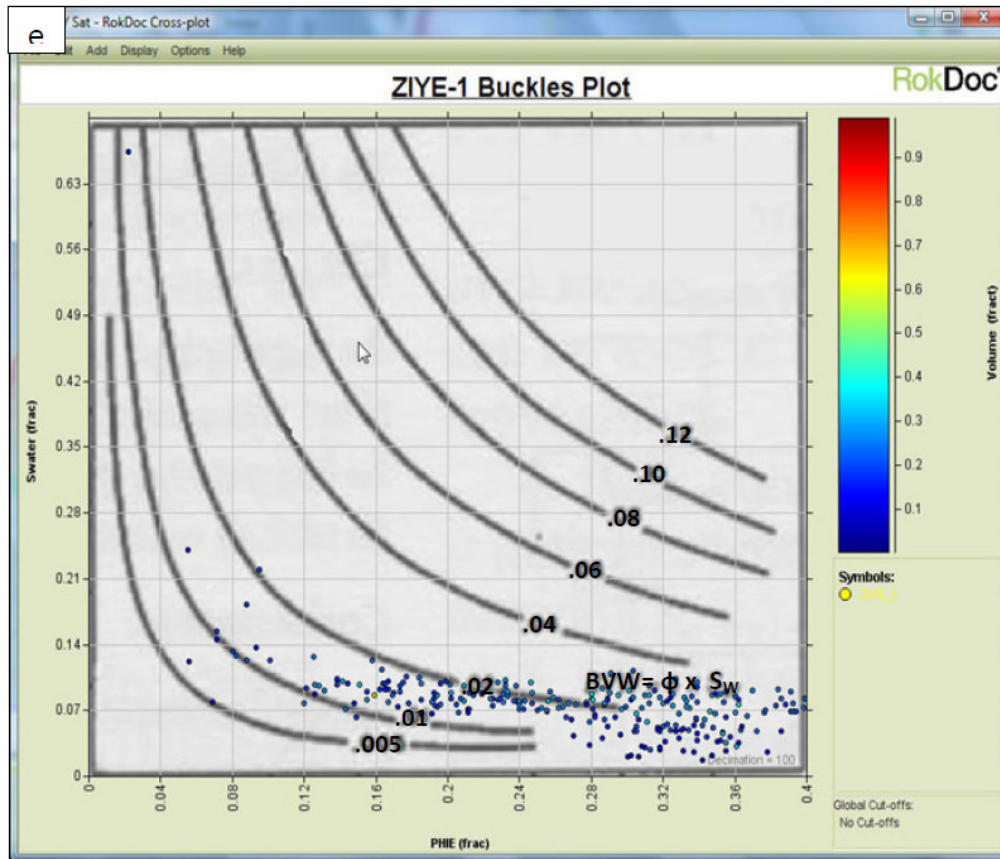 e
/ Sat - RokDoc Cross-plot
Add Display Options Help
ZIYE-1 Buckles Plot
RokDoc
0.63
0.56
0.49
0.42
0.35
0.28
0.21
0.14
0.07
0
Swater (frac)
.12
.10
.08
.06
.04
.02
.01
.005
BVW= ϕ x S_W
Decimation = 100
0 0.04 0.08 0.12 0.16 0.2 0.24 0.28 0.32 0.36 0.4
PHIE (frac)
0.9
0.8
0.7
0.6
0.5
0.4
0.3
0.2
0.1
Volume (fract)
Symbols:
Global Cut-offs:
No Cut-offs